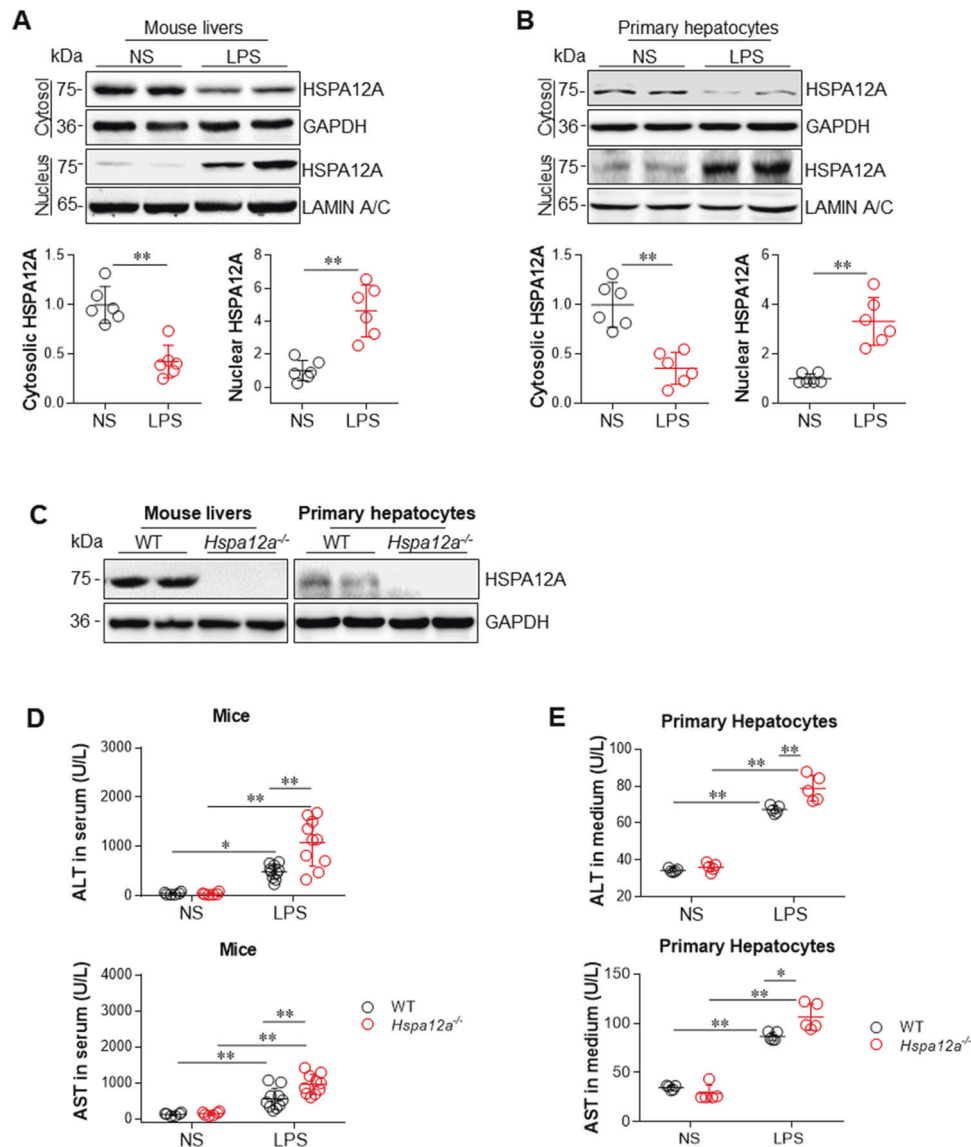 A
Mouse livers
kDa
NS LPS
Cytosol
75- HSPA12A
36- GAPDH
Nucleus
75- HSPA12A
65- LAMIN A/C
Cytosolic HSPA12A
1.5
1.0
0.5
0.0
**
NS LPS
Nuclear HSPA12A
8
6
4
2
0
**
NS LPS
B
Primary hepatocytes
kDa
NS LPS
Cytosol
75- HSPA12A
36- GAPDH
Nucleus
75- HSPA12A
65- LAMIN A/C
Cytosolic HSPA12A
1.5
1.0
0.5
0.0
**
NS LPS
Nuclear HSPA12A
6
4
2
0
**
NS LPS
C
Mouse livers Primary hepatocytes
kDa
WT Hspa12a-/- WT Hspa12a-/-
75 - HSPA12A
36 - GAPDH
D
Mice
ALT in serum (U/L)
3000
2000
1000
0
**
**
*
NS LPS
Mice
AST in serum (U/L)
4000
3000
2000
1000
0
**
**
**
NS LPS
WT
Hspa12a-/-
E
Primary Hepatocytes
ALT in medium (U/L)
100
80
60
40
20
**
**
**
NS LPS
Primary Hepatocytes
AST in medium (U/L)
150
100
50
0
*
**
**
NS LPS
WT
Hspa12a-/-